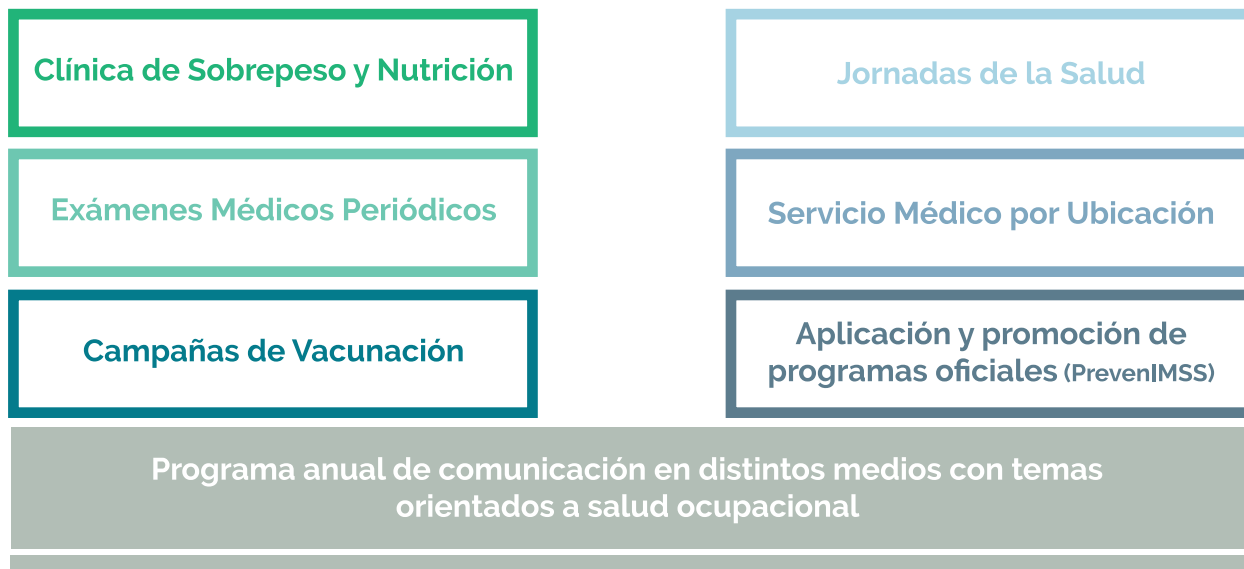 Clínica de Sobrepeso y Nutrición
Jornadas de la Salud
Exámenes Médicos Periódicos
Servicio Médico por Ubicación
Campañas de Vacunación
Aplicación y promoción de
programas oficiales (PrevenIMSS)
Programa anual de comunicación en distintos medios con temas
orientados a salud ocupacional